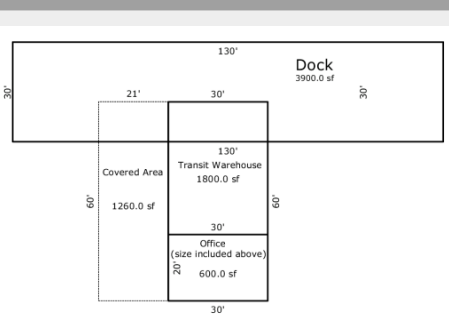 130'
Dock
3900.0 sf
30'
30'
21'
30'
130'
Transit Warehouse
1800.0 sf
Covered Area
1260.0 sf
60'
60'
30'
Office
(size included above)
20'
600.0 sf
30'